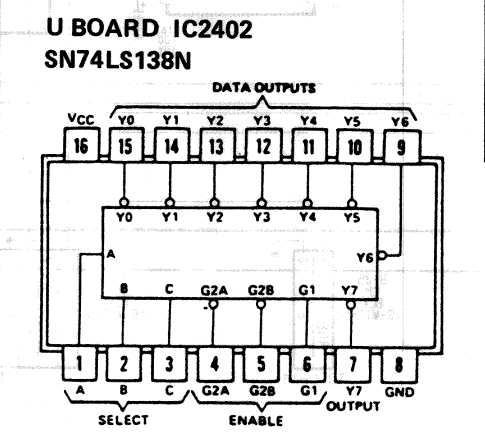 U BOARD IC2402
SN74LS138N
DATA OUTPUTS
VCC Y0 Y1 Y2 Y3 Y4 Y5 Y6
16 15 14 13 12 11 10 9
Y0 Y1 Y2 Y3 Y4 Y5
A Y6
B C G2A G2B G1 Y7
1 2 3 4 5 6 7 8
A B C G2A G2B G1 Y7 GND
OUTPUT
SELECT ENABLE